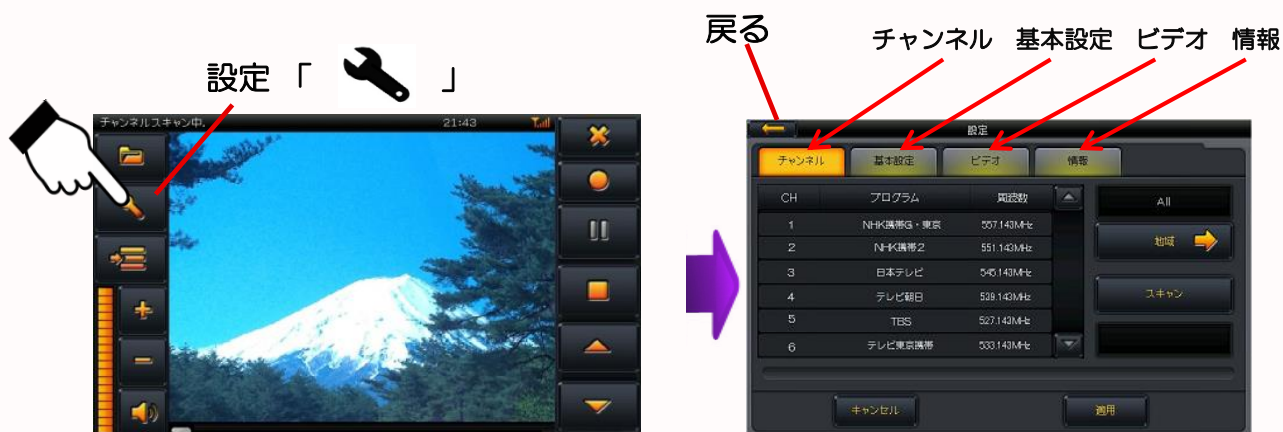 戻る
チャンネル 基本設定 ビデオ 情報
設定「 」
チャンネルスキャン中. 21:43
設定
チャンネル 基本設定 ビデオ 情報
CH プログラム 周波数
All
1 NHK携帯G・東京 557.143MHz
地域
2 NHK携帯2 551.143MHz
3 日本テレビ 545.143MHz
スキャン
4 テレビ朝日 539.143MHz
5 TBS 527.143MHz
6 テレビ東京携帯 533.143MHz
キャンセル 適用